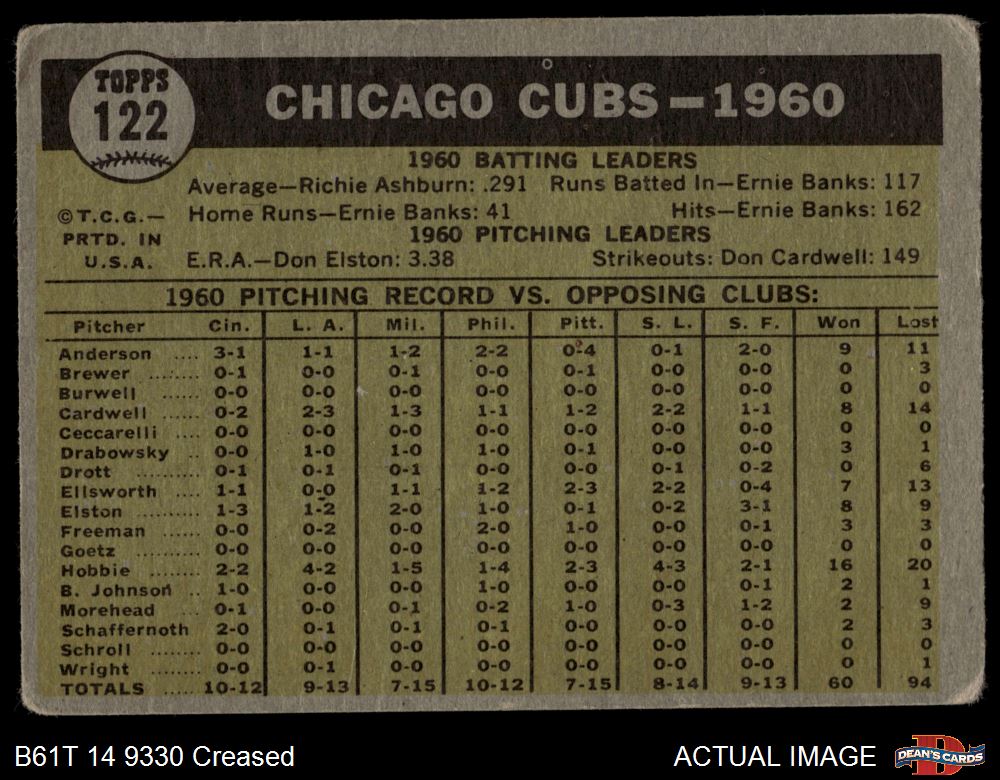 TOPPS
122
CHICAGO CUBS—1960
1960 BATTING LEADERS
Average—Richie Ashburn: .291 Runs Batted In—Ernie Banks: 117
Home Runs—Ernie Banks: 41 Hits—Ernie Banks: 162
1960 PITCHING LEADERS
E.R.A.—Don Elston: 3.38 Strikeouts: Don Cardwell: 149
©T.C.G.—
PRTD. IN
U.S.A.
1960 PITCHING RECORD VS. OPPOSING CLUBS:
Pitcher Cin. L. A. Mil. Phil. Pitt. S. L. S. F. Won Lost
Anderson .... 3-1 1-1 1-2 2-2 0-4 0-1 2-0 9 11
Brewer ........ 0-1 0-0 0-1 0-0 0-1 0-0 0-0 0 3
Burwell ...... 0-0 0-0 0-0 0-0 0-0 0-0 0-0 0 0
Cardwell ...... 0-2 2-3 1-3 1-1 1-2 2-2 1-1 8 14
Ceccarelli .... 0-0 0-0 0-0 0-0 0-0 0-0 0-0 0 0
Drabowsky .. 0-0 1-0 1-0 1-0 0-1 0-0 0-0 3 1
Drott .......... 0-1 0-1 0-1 0-0 0-0 0-1 0-2 0 6
Ellsworth .... 1-1 0-0 1-1 1-2 2-3 2-2 0-4 7 13
Elston .......... 1-3 1-2 2-0 1-0 0-1 0-2 3-1 8 9
Freeman ...... 0-0 0-2 0-0 2-0 1-0 0-0 0-1 3 3
Goetz .......... 0-0 0-0 0-0 0-0 0-0 0-0 0-0 0 0
Hobbie ........ 2-2 4-2 1-5 1-4 2-3 4-3 2-1 16 20
B. Johnson .. 1-0 0-0 0-0 1-0 0-0 0-0 0-1 2 1
Morehead ... 0-1 0-0 0-1 0-2 1-0 0-3 1-2 2 9
Schaffernoth 2-0 0-1 0-1 0-1 0-0 0-0 0-0 2 3
Schroll ........ 0-0 0-0 0-0 0-0 0-0 0-0 0-0 0 0
Wright ........ 0-0 0-1 0-0 0-0 0-0 0-0 0-0 0 1
TOTALS ..... 10-12 9-13 7-15 10-12 7-15 8-14 9-13 60 94
B61T 14 9330 Creased ACTUAL IMAGE
DEAN'S CARDS